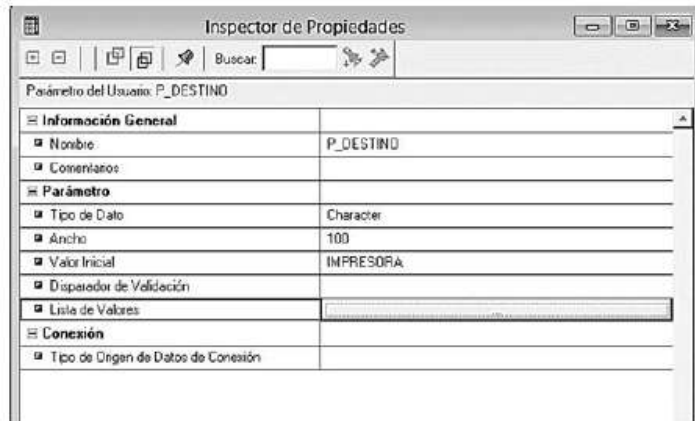 Inspector de Propiedades
Buscar:
Parámetro del Usuario: P_DESTINO
Información General
Nombre P_DESTINO
Comentarios
Parámetro
Tipo de Dato Character
Ancho 100
Valor Inicial IMPRESORA
Disparador de Validación
Lista de Valores ...
Conexión
Tipo de Origen de Datos de Conexión